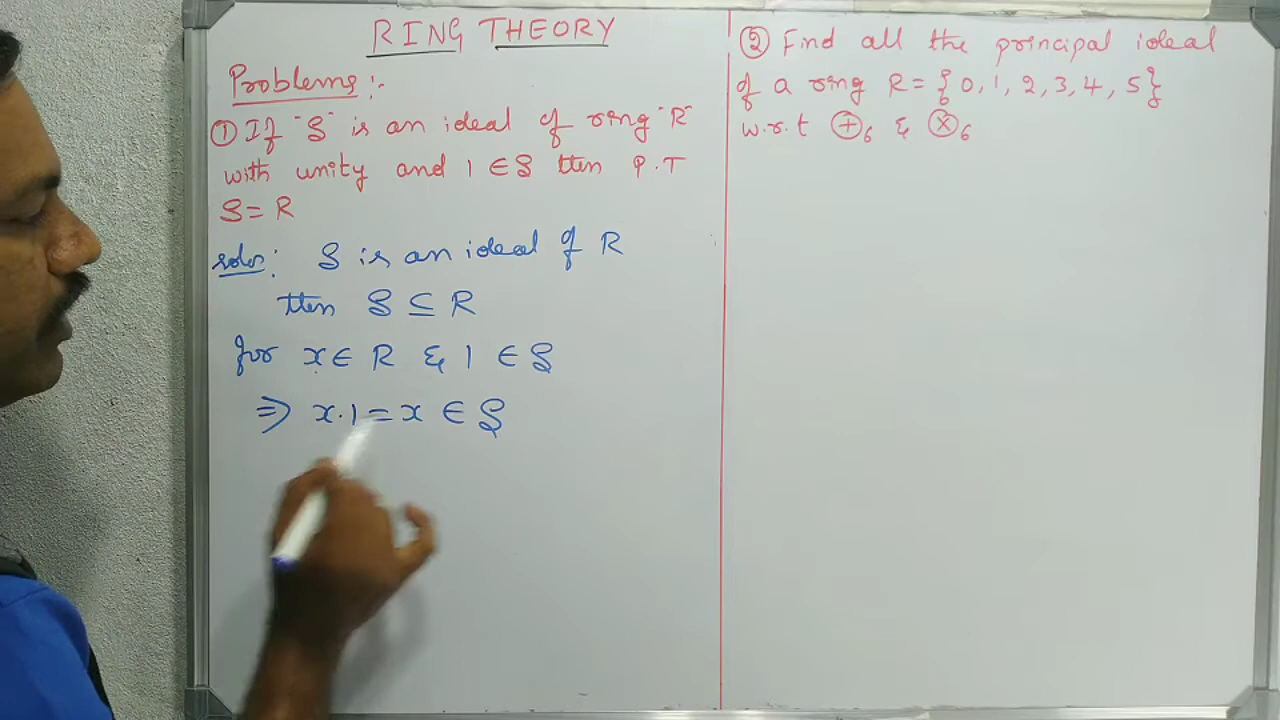 RING THEORY
Problems :-
① If "S" is an ideal of ring "R"
with unity and 1 ∈ S then P.T
S = R
soln: S is an ideal of R
then S ⊆ R
for x ∈ R & 1 ∈ S
⇒ x.1 = x ∈ S
② Find all the principal ideal
of a ring R = {0, 1, 2, 3, 4, 5}
w.r.t ⊕₆ & ⊗₆